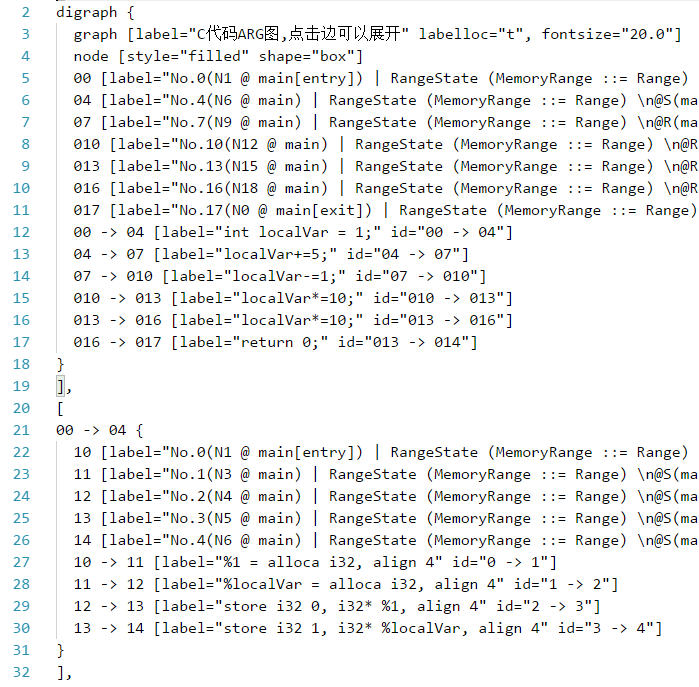 2 digraph {
3 graph [label="C代码ARG图,点击边可以展开" labelloc="t", fontsize="20.0"]
4 node [style="filled" shape="box"]
5 00 [label="No.0(N1 @ main[entry]) | RangeState (MemoryRange ::= Range)
6 04 [label="No.4(N6 @ main) | RangeState (MemoryRange ::= Range) \n@S(ma
7 07 [label="No.7(N9 @ main) | RangeState (MemoryRange ::= Range) \n@R(ma
8 010 [label="No.10(N12 @ main) | RangeState (MemoryRange ::= Range) \n@R
9 013 [label="No.13(N15 @ main) | RangeState (MemoryRange ::= Range) \n@R
10 016 [label="No.16(N18 @ main) | RangeState (MemoryRange ::= Range) \n@R
11 017 [label="No.17(N0 @ main[exit]) | RangeState (MemoryRange ::= Range)
12 00 -> 04 [label="int localVar = 1;" id="00 -> 04"]
13 04 -> 07 [label="localVar+=5;" id="04 -> 07"]
14 07 -> 010 [label="localVar-=1;" id="07 -> 010"]
15 010 -> 013 [label="localVar*=10;" id="010 -> 013"]
16 013 -> 016 [label="localVar*=10;" id="013 -> 016"]
17 016 -> 017 [label="return 0;" id="013 -> 014"]
18 }
19 ],
20 [
21 00 -> 04 {
22 10 [label="No.0(N1 @ main[entry]) | RangeState (MemoryRange ::= Range)
23 11 [label="No.1(N3 @ main) | RangeState (MemoryRange ::= Range) \n@S(ma
24 12 [label="No.2(N4 @ main) | RangeState (MemoryRange ::= Range) \n@S(ma
25 13 [label="No.3(N5 @ main) | RangeState (MemoryRange ::= Range) \n@S(ma
26 14 [label="No.4(N6 @ main) | RangeState (MemoryRange ::= Range) \n@S(ma
27 10 -> 11 [label="%1 = alloca i32, align 4" id="0 -> 1"]
28 11 -> 12 [label="%localVar = alloca i32, align 4" id="1 -> 2"]
29 12 -> 13 [label="store i32 0, i32* %1, align 4" id="2 -> 3"]
30 13 -> 14 [label="store i32 1, i32* %localVar, align 4" id="3 -> 4"]
31 }
32 ],